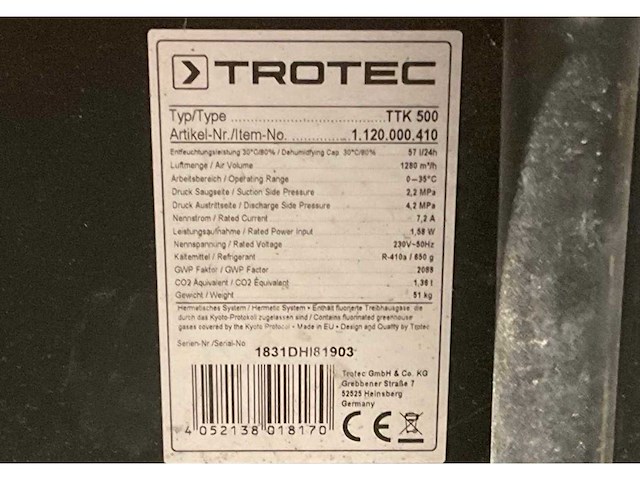 TROTEC
Typ/Type TTK 500
Artikel-Nr./Item-No. 1.120.000.410
Entfeuchtungsleistung 30°C/80% / Dehumidifying Cap. 30°C/80% 57 l/24h
Luftmenge / Air Volume 1280 m³/h
Arbeitsbereich / Operating Range 0–35°C
Druck Saugseite / Suction Side Pressure 2,2 MPa
Druck Austrittseite / Discharge Side Pressure 4,2 MPa
Nennstrom / Rated Current 7,2 A
Leistungsaufnahme / Rated Power Input 1,58 W
Nennspannung / Rated Voltage 230V~50Hz
Kältemittel / Refrigerant R-410a / 850 g
GWP Faktor / GWP Factor 2088
CO2 Äquivalent / CO2 Equivalent 1,36 t
Gewicht / Weight 51 kg
Hermetisches System / Hermetic System • Enthält fluorierte Treibhausgase, die
durch das Kyoto-Protokoll zugelassen sind / Contains fluorinated greenhouse
gases covered by the Kyoto Protocol • Made in EU • Design and Quality by Trotec
Serien-Nr./Serial-No.
1831DHI81903
Trotec GmbH & Co. KG
Grebbener Straße 7
52525 Heinsberg
Germany
4 052138 018170
CE